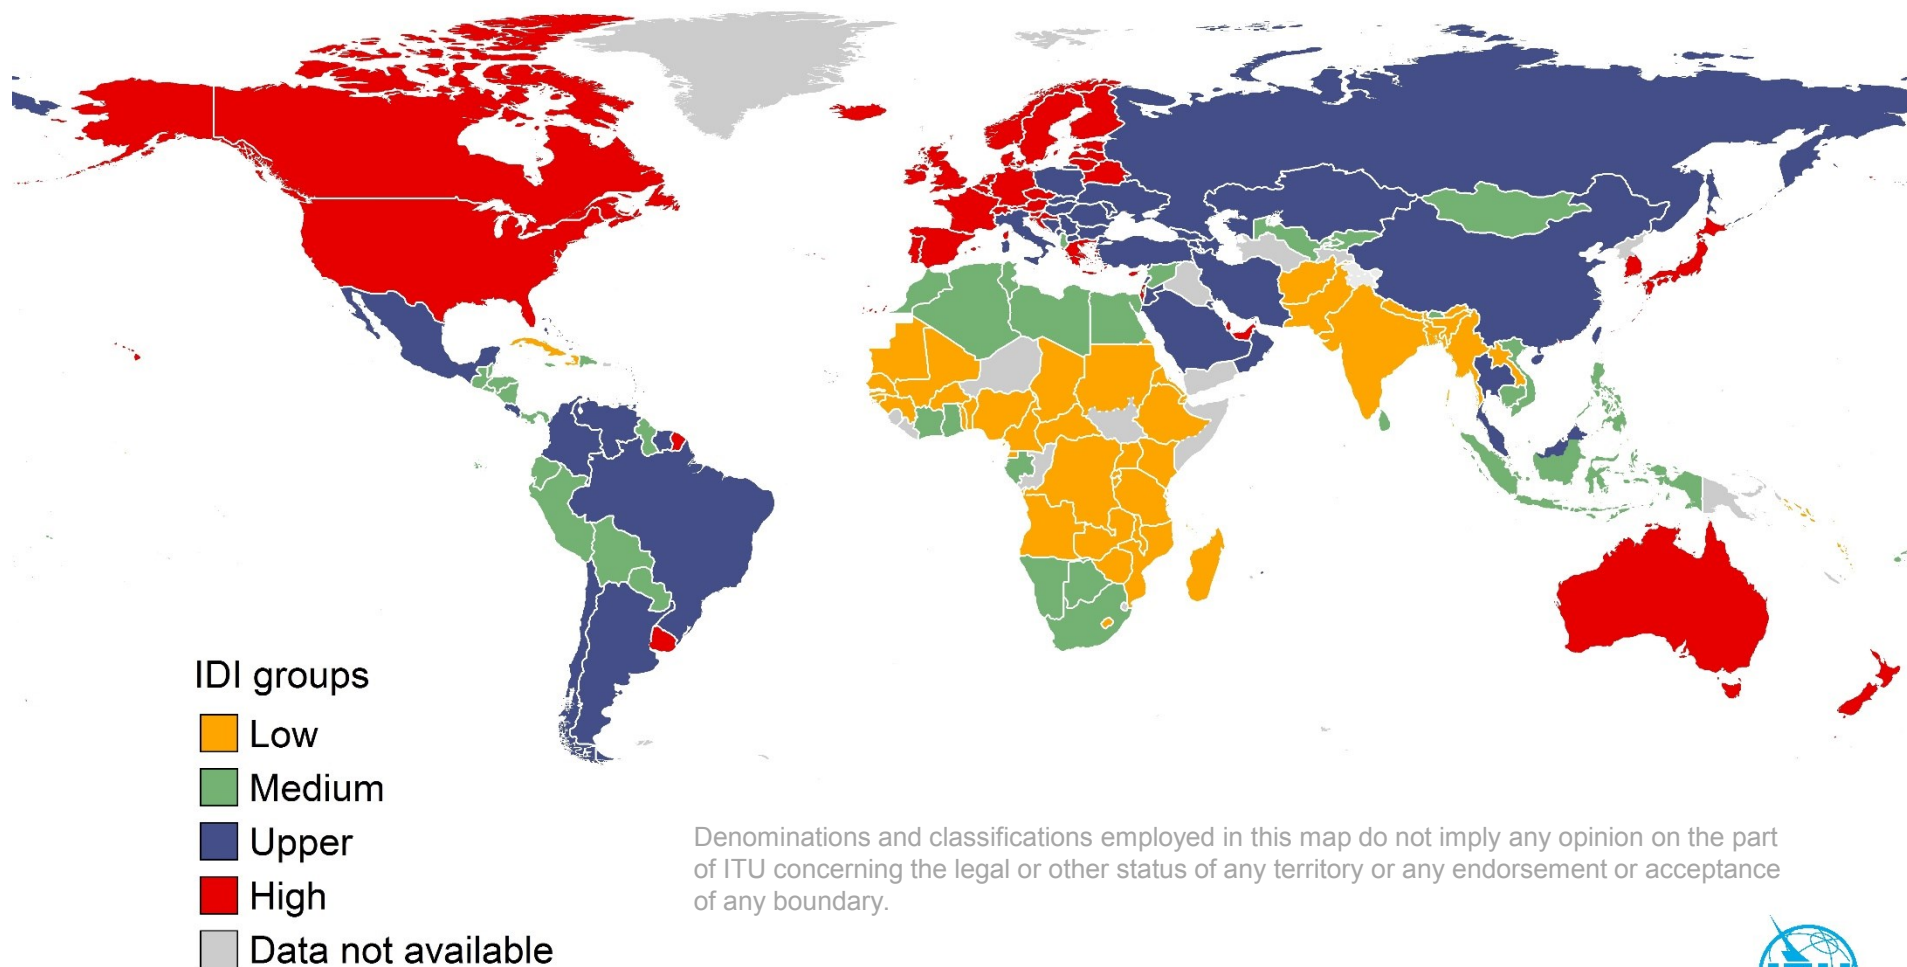 IDI groups
Low
Medium
Upper
High
Data not available
Denominations and classifications employed in this map do not imply any opinion on the part
of ITU concerning the legal or other status of any territory or any endorsement or acceptance
of any boundary.